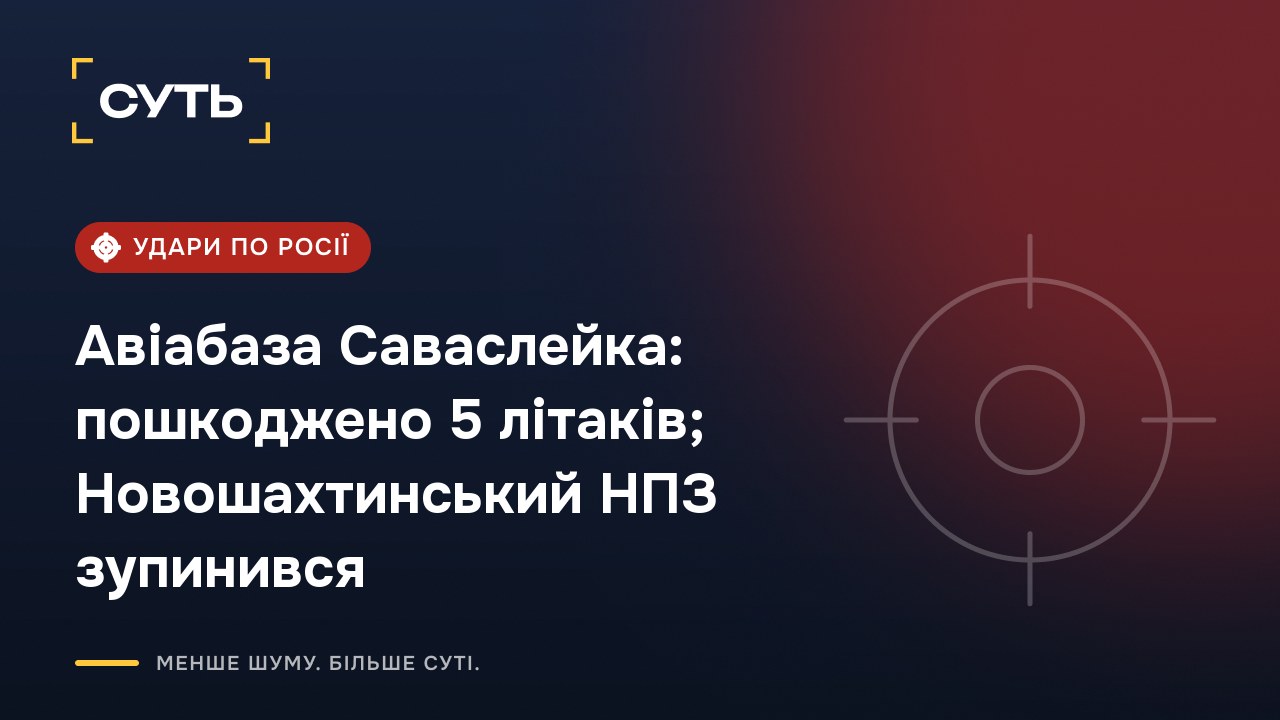 СУТЬ
УДАРИ ПО РОСІЇ
Авіабаза Саваслейка:
пошкоджено 5 літаків;
Новошахтинський НПЗ
зупинився
МЕНШЕ ШУМУ. БІЛЬШЕ СУТІ.